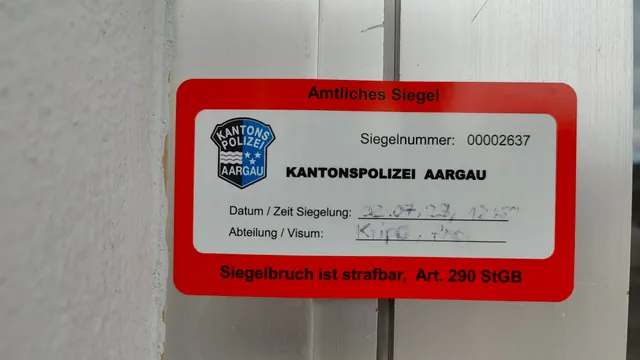 Amtliches Siegel
KANTONS
POLIZEI
AARGAU
Siegelnummer: 00002637
KANTONSPOLIZEI AARGAU
Datum / Zeit Siegelung:
Abteilung / Visum:
Siegelbruch ist strafbar, Art. 290 StGB